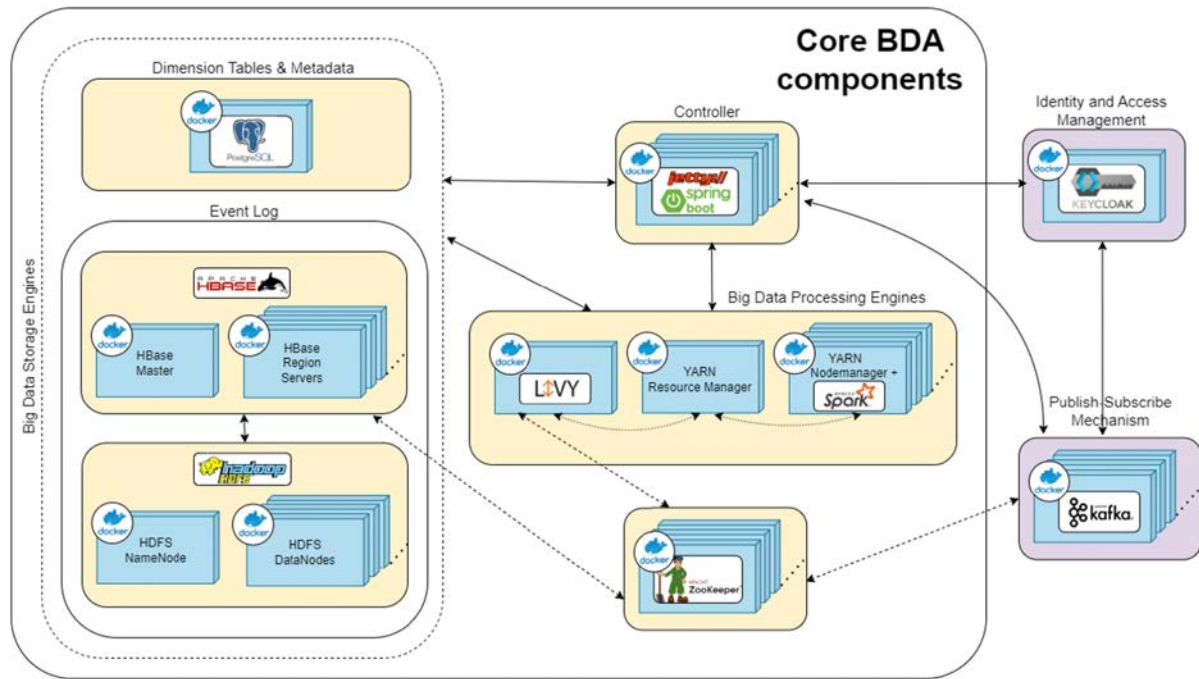 Core BDA
components
Dimension Tables & Metadata
docker
PostgreSQL
Controller
docker
jetty://
spring
boot
Identity and Access
Management
docker
KEYCLOAK
Big Data Storage Engines
Event Log
APACHE
HBASE
docker
HBase
Master
docker
HBase
Region
Servers
Big Data Processing Engines
docker
LIVY
docker
YARN
Resource Manager
docker
YARN
Nodemanager +
APACHE
Spark
hadoop
HDFS
docker
HDFS
NameNode
docker
HDFS
DataNodes
docker
APACHE
ZooKeeper
Publish-Subscribe
Mechanism
docker
kafka